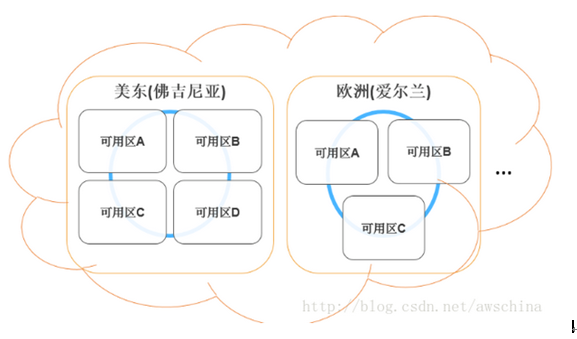 美东(佛吉尼亚)
可用区A
可用区B
可用区C
可用区D
欧洲(爱尔兰)
可用区A
可用区B
可用区C
...
http://blog.csdn.net/awschina